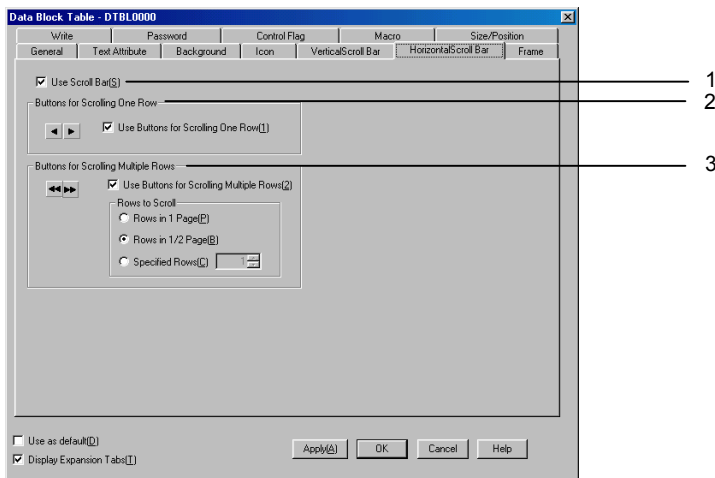 Data Block Table - DTBL0000
Write Password Control Flag Macro Size/Position
General Text Attribute Background Icon VerticalScroll Bar HorizontalScroll Bar Frame
Use Scroll Bar(S)
1
Buttons for Scrolling One Row
2
Use Buttons for Scrolling One Row(1)
Buttons for Scrolling Multiple Rows
3
Use Buttons for Scrolling Multiple Rows(2)
Rows to Scroll
Rows in 1 Page(P)
Rows in 1/2 Page(B)
Specified Rows(C) 1
Use as default(D)
Display Expansion Tabs(T)
Apply(A) OK Cancel Help